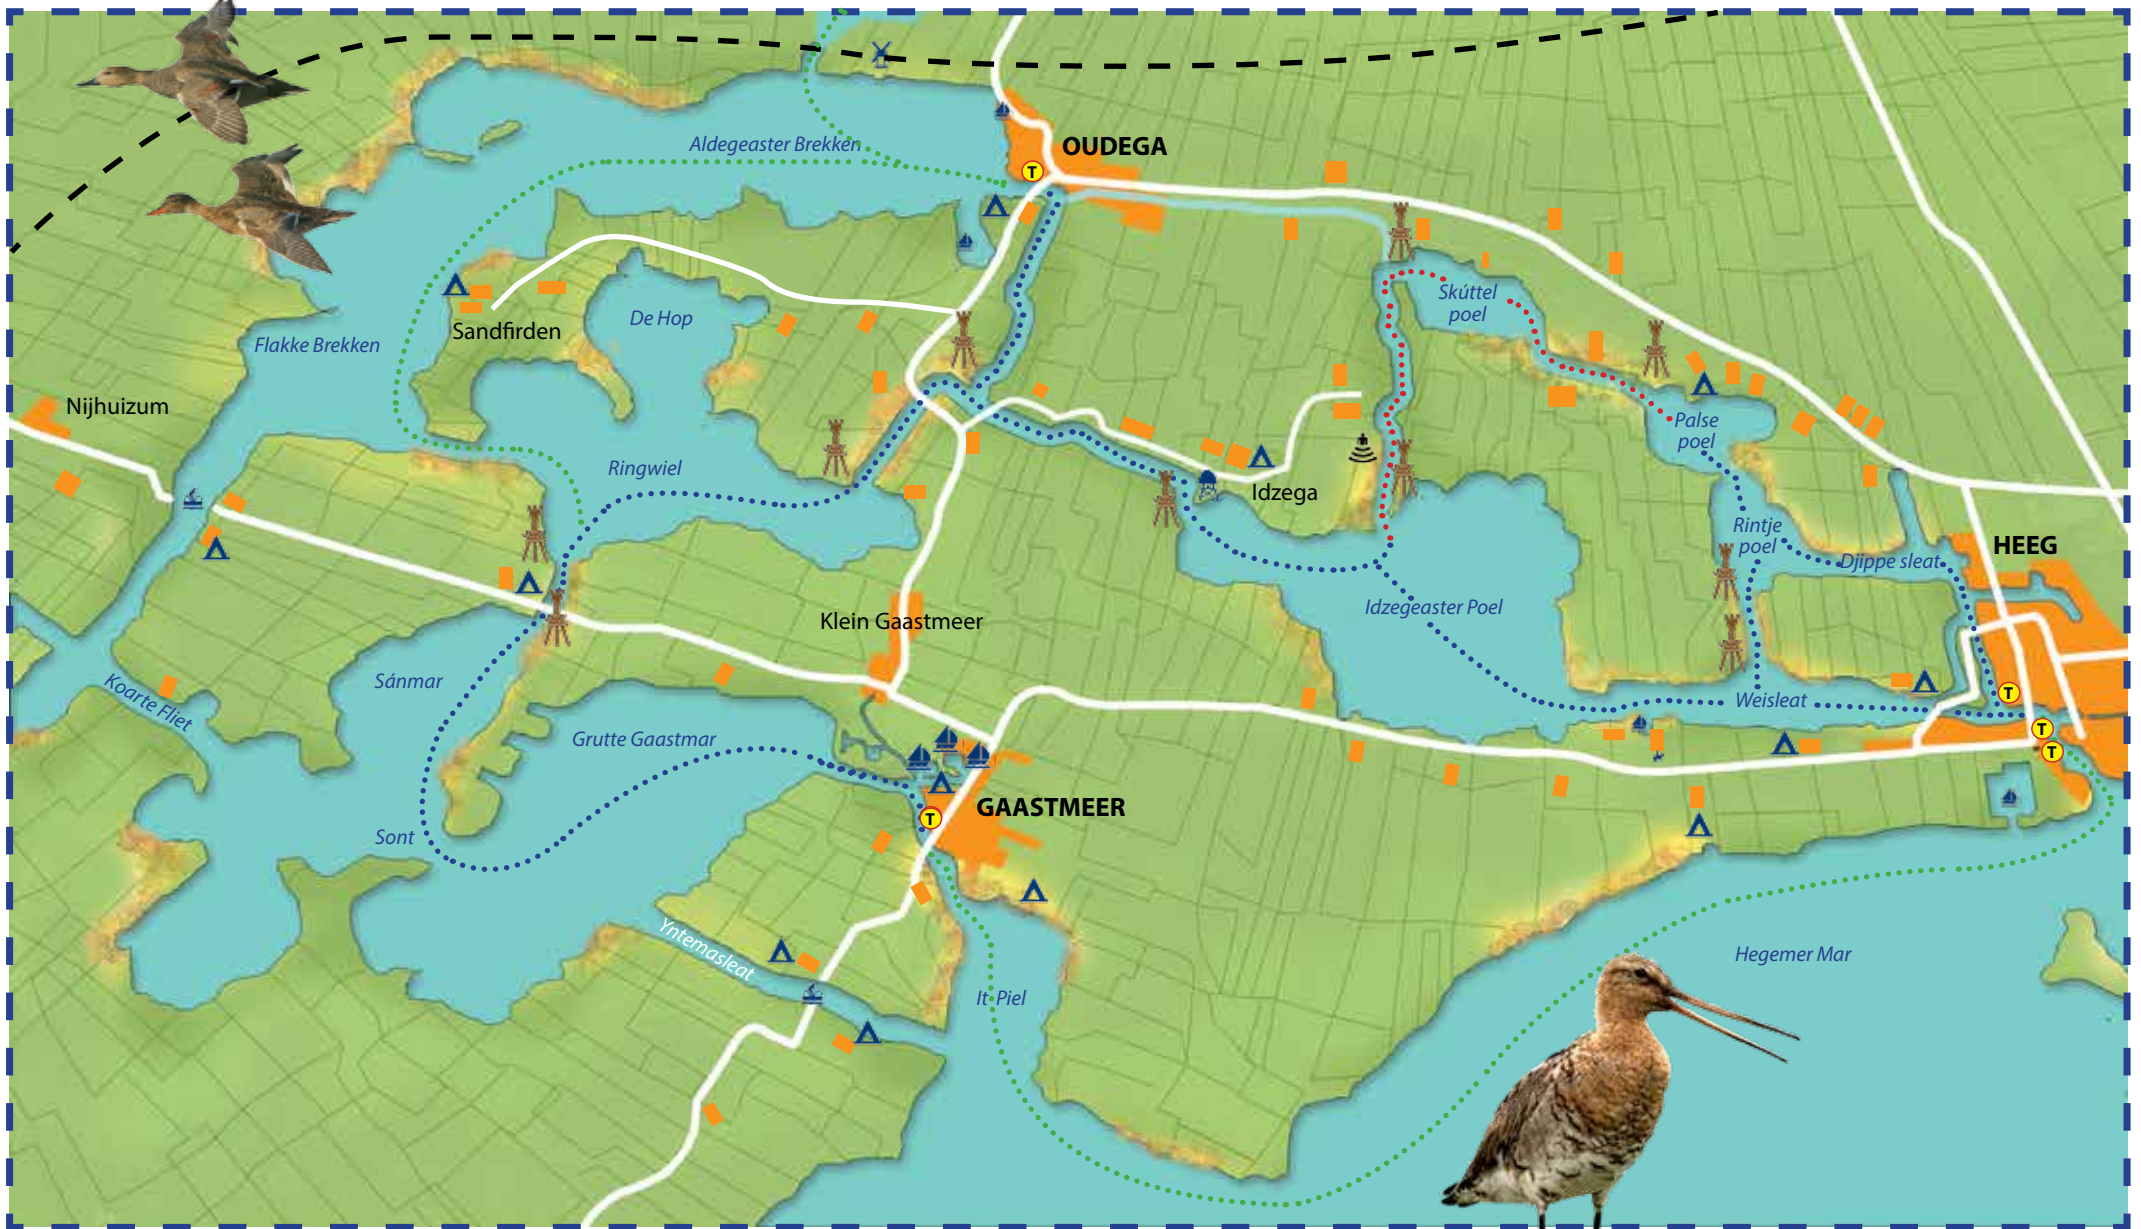 Aldegeaster Brekken
OUDEGA
T
Skúttel
poel
De Hop
Sandfirden
Flakke Brekken
Nijhuizum
Palse
poel
Ringwiel
Idzega
Rintje
poel
HEEG
Djippe sleat
Idzegeaster Poel
Klein Gaastmeer
Sánmar
Koarte Fliet
T
Weisleat
T
Grutte Gaastmar
T
GAASTMEER
T
Sont
Yntemasleat
Hegemer Mar
It Piel